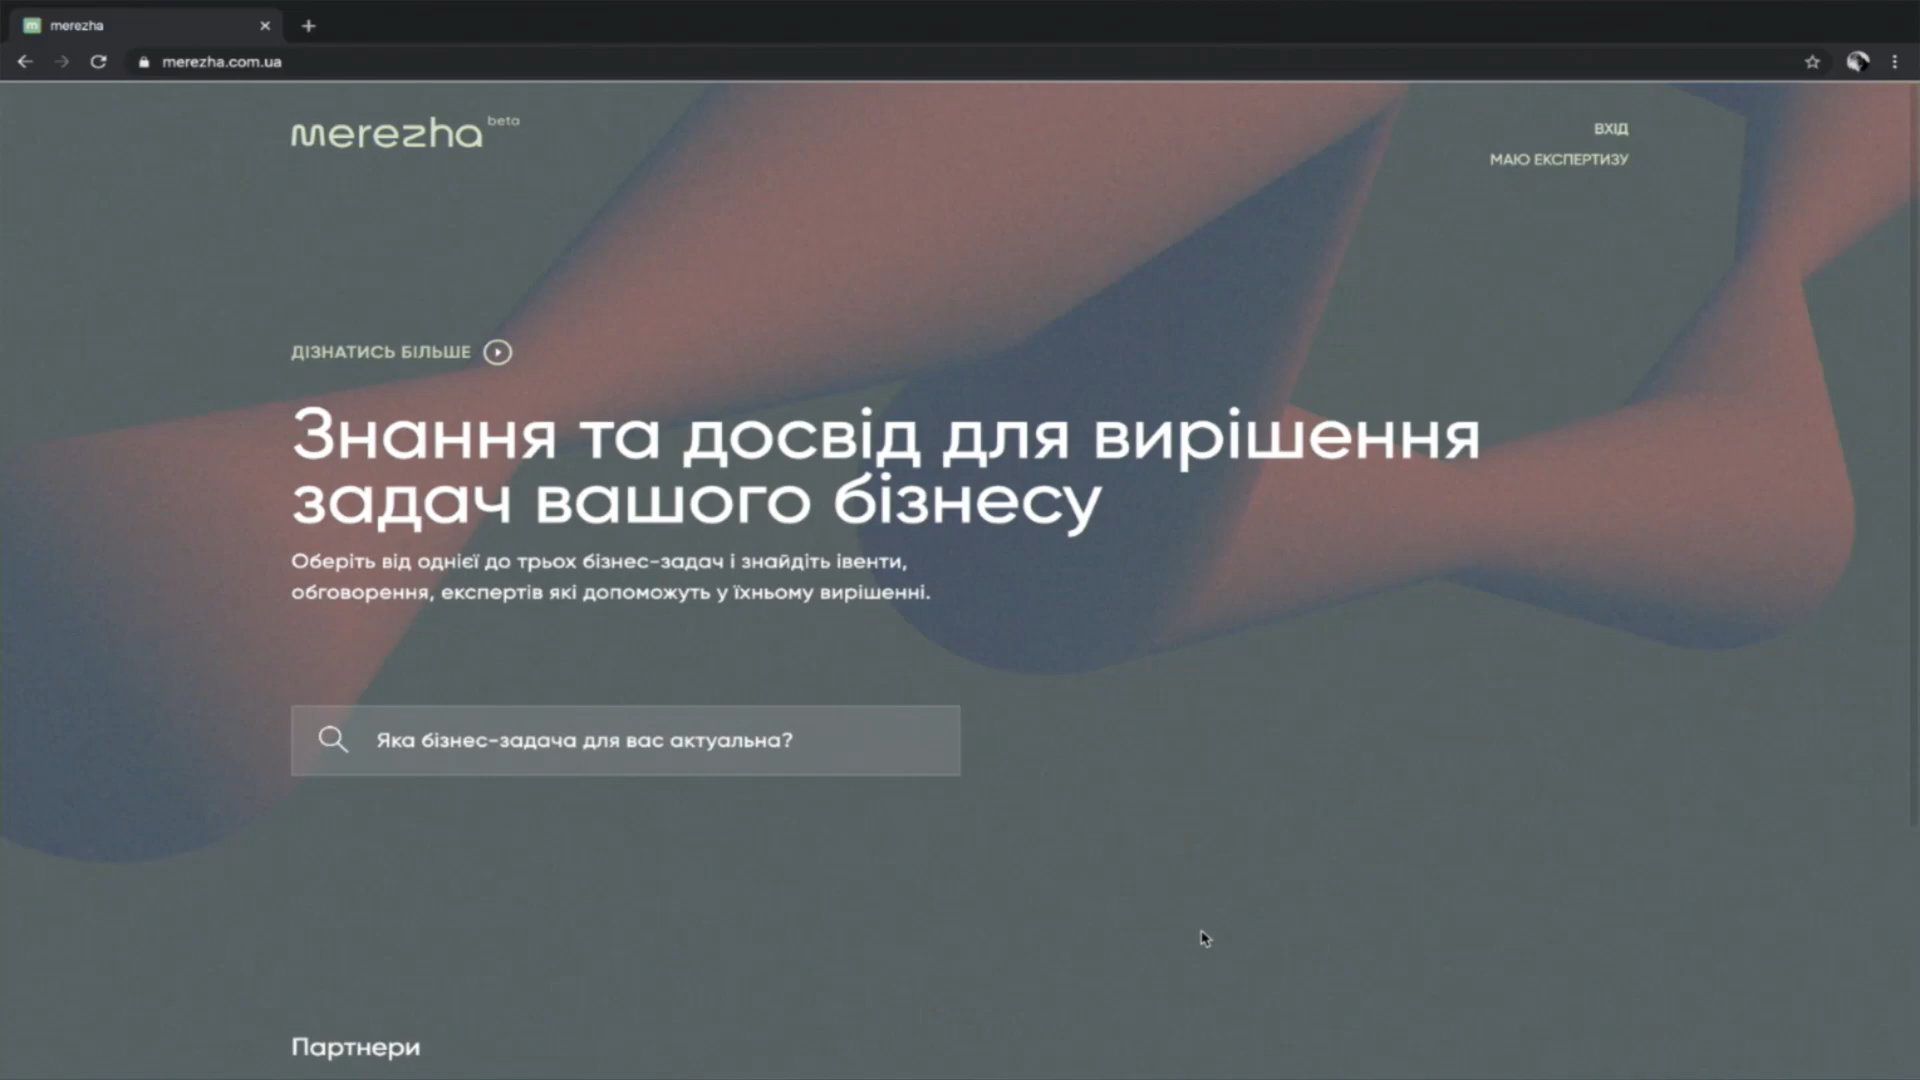 merezha
merezha.com.ua
merezha beta
ВХІД
МАЮ ЕКСПЕРТИЗУ
ДІЗНАТИСЬ БІЛЬШЕ
Знання та досвід для вирішення
задач вашого бізнесу
Оберіть від однієї до трьох бізнес-задач і знайдіть івенти,
обговорення, експертів які допоможуть у їхньому вирішенні.
Яка бізнес-задача для вас актуальна?
Партнери